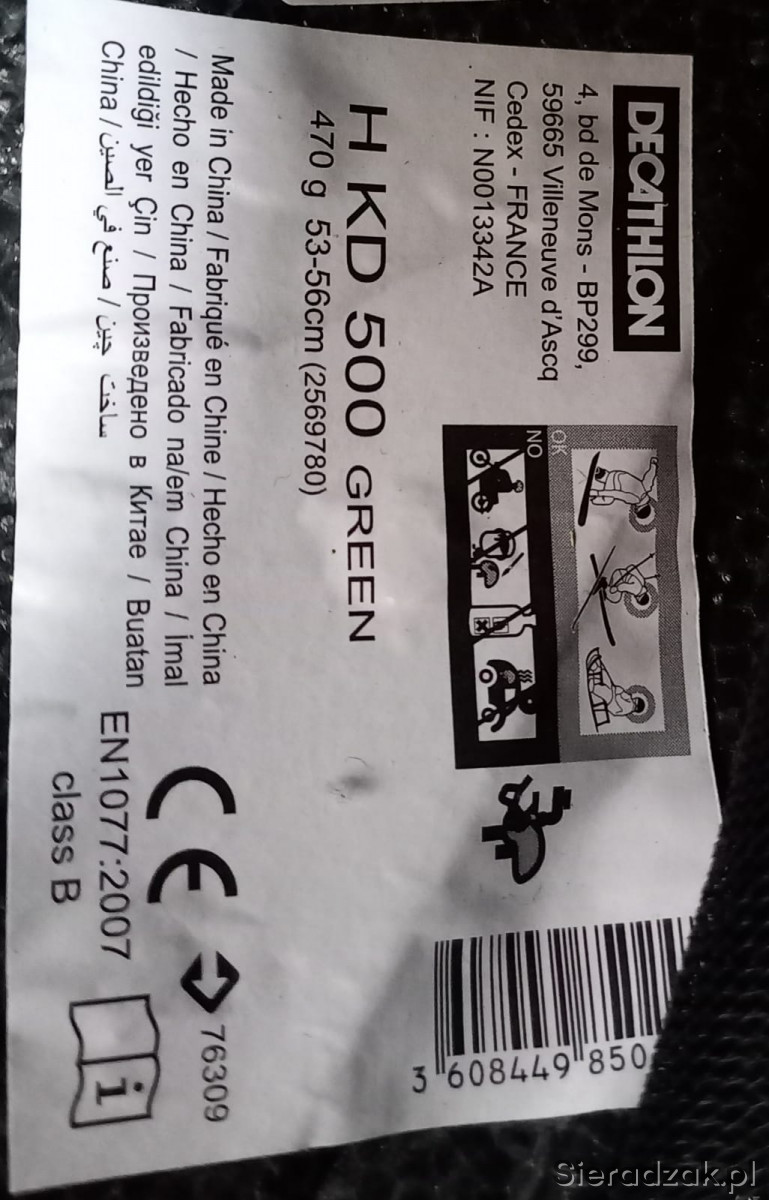 DECATHLON
4, bd de Mons - BP299,
59665 Villeneuve d'Ascq
Cedex - FRANCE
NIF : N0013342A
OK
NO
H KD 500 GREEN
470 g 53-56cm (2569780)
Made in China / Fabriqué en Chine / Hecho en China
/ Hecho en China / Fabricado na/em China / İmal
edildiği yer Çin / Произведено в Китае / Buatan
China / صنع في الصين / ساخت چین
CE
76309
EN1077:2007
class B
i
3 608449 850
Sieradzak.pl